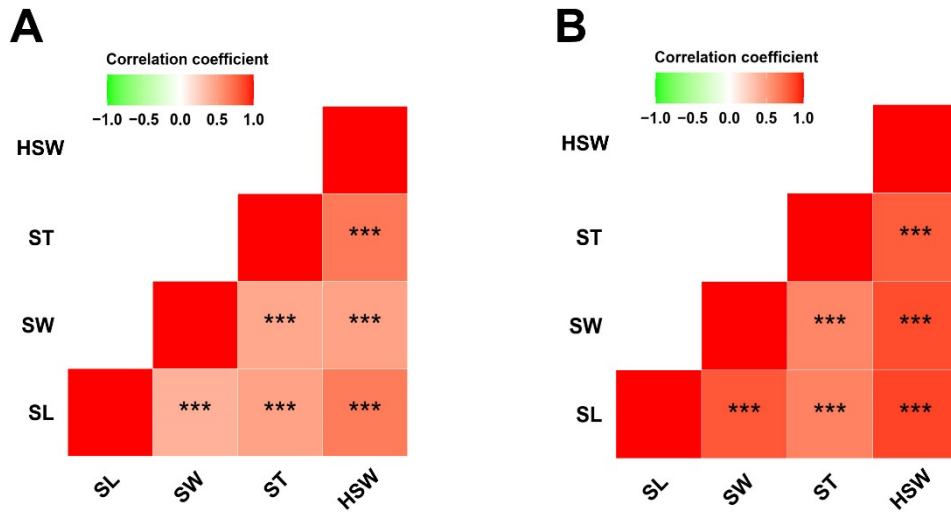 A
Correlation coefficient
−1.0 −0.5 0.0 0.5 1.0
HSW
ST ***
SW *** ***
SL *** *** ***
SL SW ST HSW
B
Correlation coefficient
−1.0 −0.5 0.0 0.5 1.0
HSW
ST ***
SW *** ***
SL *** *** ***
SL SW ST HSW